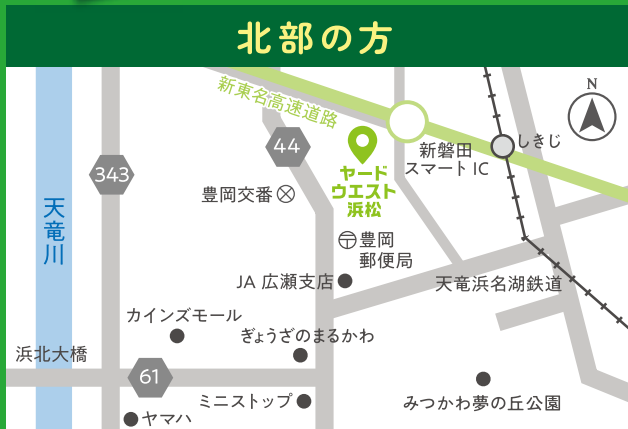 北部の方
N
新東名高速道路
44
343
新磐田
スマートIC
しきじ
ヤード
ウエスト
浜松
豊岡交番
天竜川
豊岡
郵便局
JA 広瀬支店
天竜浜名湖鉄道
カインズモール
ぎょうざのまるかわ
浜北大橋
61
ミニストップ
みつかわ夢の丘公園
ヤマハ